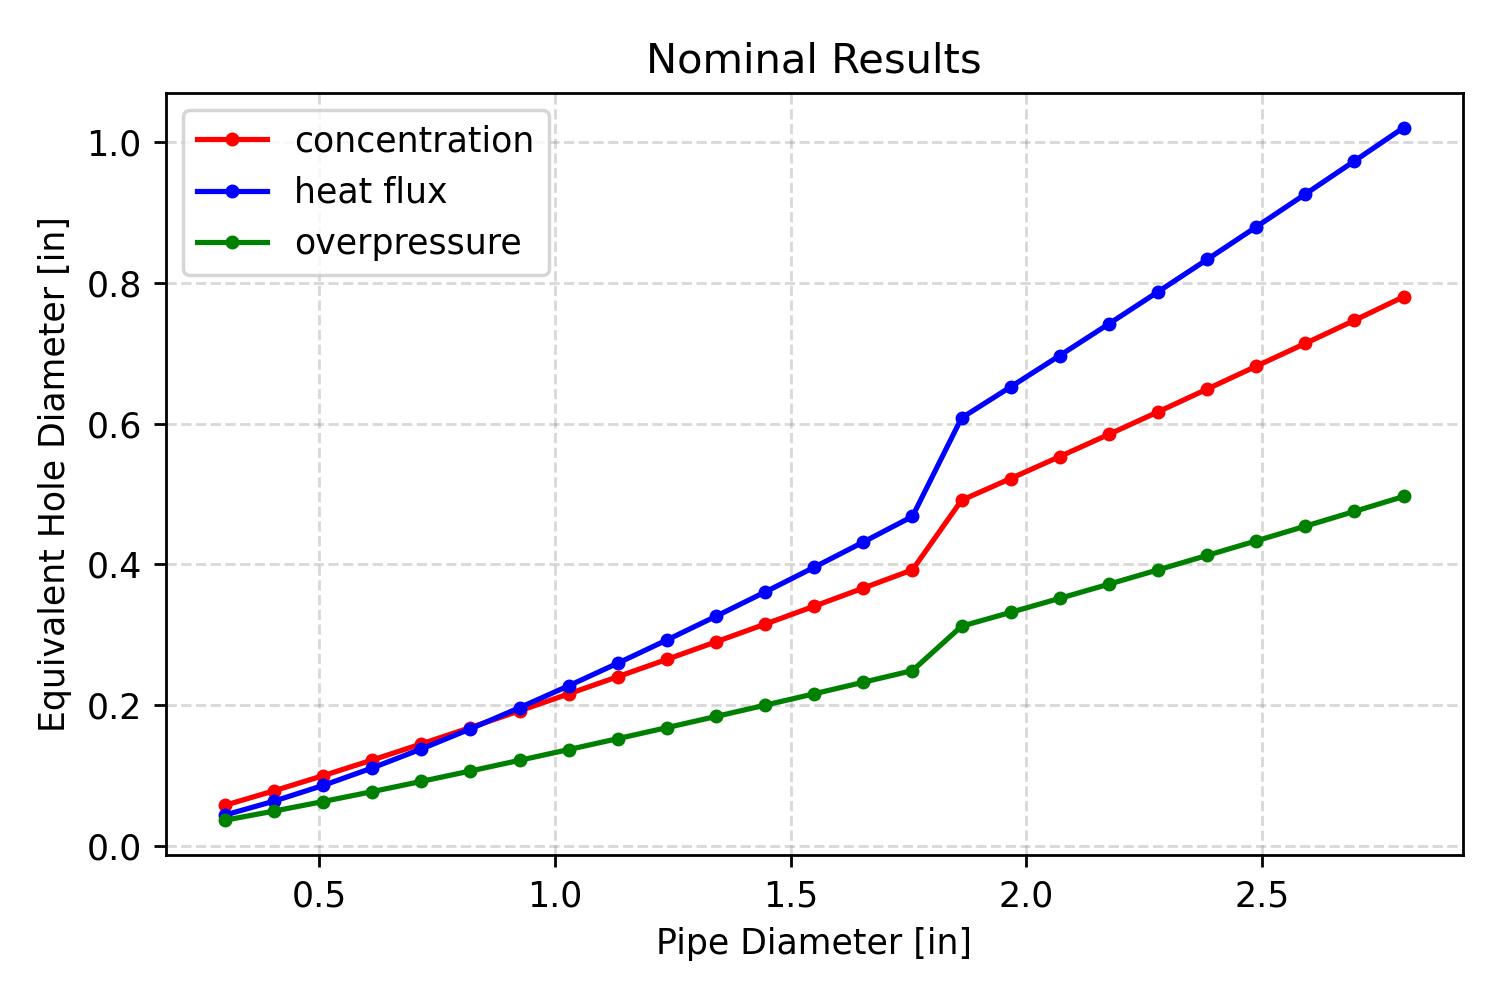 Nominal Results
concentration
heat flux
overpressure
Equivalent Hole Diameter [in]
1.0
0.8
0.6
0.4
0.2
0.0
0.5 1.0 1.5 2.0 2.5
Pipe Diameter [in]